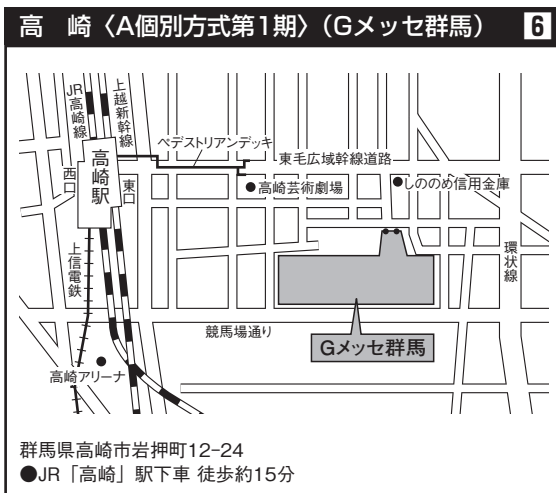 高 崎〈A個別方式第1期〉(Gメッセ群馬) 6
JR高崎線
上越新幹線
ペデストリアンデッキ
東毛広域幹線道路
高崎駅
西口
東口
●高崎芸術劇場
●しののめ信用金庫
上信電鉄
環状線
競馬場通り
Gメッセ群馬
高崎アリーナ
群馬県高崎市岩押町12-24
●JR「高崎」駅下車 徒歩約15分